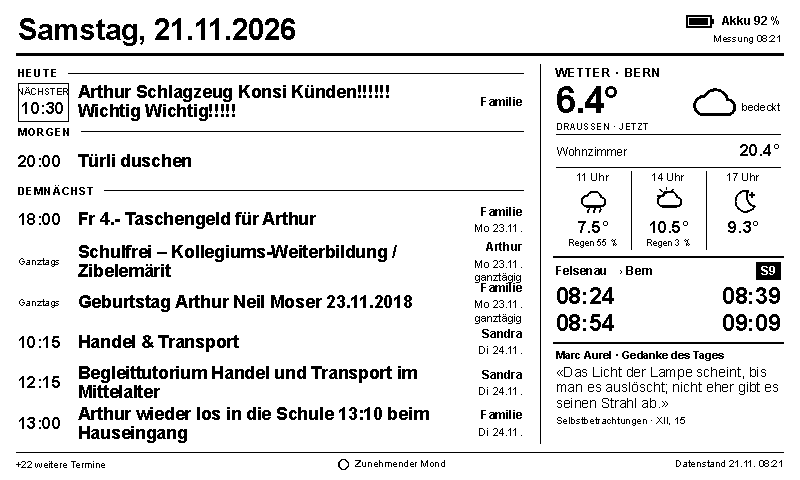 Samstag, 21.11.2026
Akku 92 %
Messung 08:21
HEUTE
NÄCHSTER
10:30
Arthur Schlagzeug Konsi Künden!!!!!!
Wichtig Wichtig!!!!!
Familie
MORGEN
20:00
Türli duschen
DEMNÄCHST
18:00
Fr 4.- Taschengeld für Arthur
Familie
Mo 23.11.
Ganztags
Schulfrei – Kollegiums-Weiterbildung /
Zibelemärit
Arthur
Mo 23.11.
ganztägig
Ganztags
Geburtstag Arthur Neil Moser 23.11.2018
Familie
Mo 23.11.
ganztägig
10:15
Handel & Transport
Sandra
Di 24.11.
12:15
Begleittutorium Handel und Transport im
Mittelalter
Sandra
Di 24.11.
13:00
Arthur wieder los in die Schule 13:10 beim
Hauseingang
Familie
Di 24.11.
WETTER · BERN
6.4°
bedeckt
DRAUSSEN · JETZT
Wohnzimmer
20.4°
11 Uhr
14 Uhr
17 Uhr
7.5°
10.5°
9.3°
Regen 55 %
Regen 3 %
Felsenau › Bern
S9
08:24
08:39
08:54
09:09
Marc Aurel · Gedanke des Tages
«Das Licht der Lampe scheint, bis
man es auslöscht; nicht eher gibt es
seinen Strahl ab.»
Selbstbetrachtungen · XII, 15
+22 weitere Termine
Zunehmender Mond
Datenstand 21.11. 08:21